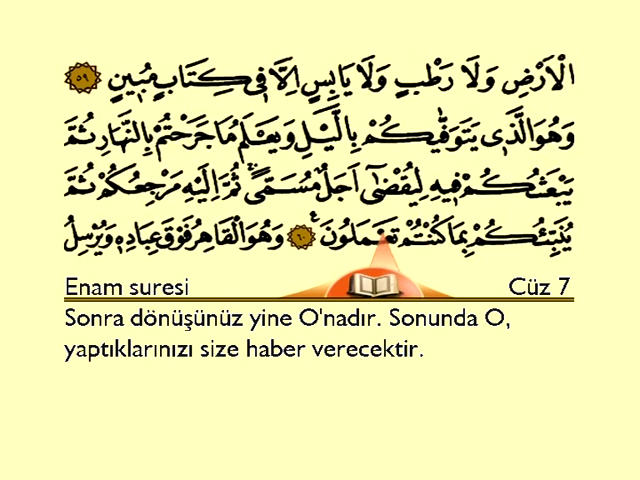 الْاَرْضِ وَلَا رَطْبٍ وَلَا يَابِسٍ اِلَّا فٖى كِتَابٍ مُبٖينٍ ٥٩
وَهُوَ الَّذٖى يَتَوَفّٰيكُمْ بِالَّيْلِ وَيَعْلَمُ مَا جَرَحْتُمْ بِالنَّهَارِ ثُمَّ
يَبْعَثُكُمْ فٖيهِ لِيُقْضٰٓى اَجَلٌ مُسَمًّى ثُمَّ اِلَيْهِ مَرْجِعُكُمْ ثُمَّ
يُنَبِّئُكُمْ بِمَا كُنْتُمْ تَعْمَلُونَ ٦٠ وَهُوَ الْقَاهِرُ فَوْقَ عِبَادِهٖ وَيُرْسِلُ
Enam suresi Cüz 7
Sonra dönüşünüz yine O'nadır. Sonunda O,
yaptıklarınızı size haber verecektir.